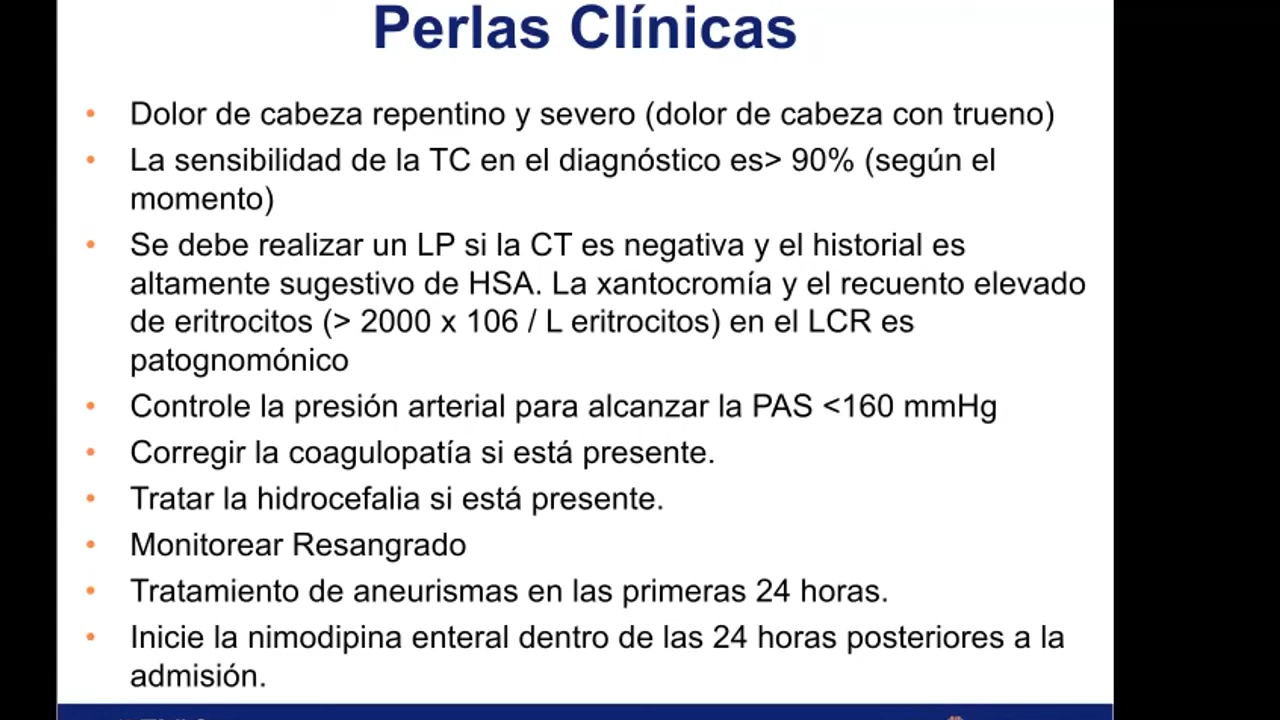 Perlas Clínicas
• Dolor de cabeza repentino y severo (dolor de cabeza con trueno)
• La sensibilidad de la TC en el diagnóstico es> 90% (según el
momento)
• Se debe realizar un LP si la CT es negativa y el historial es
altamente sugestivo de HSA. La xantocromía y el recuento elevado
de eritrocitos (> 2000 x 106 / L eritrocitos) en el LCR es
patognomónico
• Controle la presión arterial para alcanzar la PAS <160 mmHg
• Corregir la coagulopatía si está presente.
• Tratar la hidrocefalia si está presente.
• Monitorear Resangrado
• Tratamiento de aneurismas en las primeras 24 horas.
• Inicie la nimodipina enteral dentro de las 24 horas posteriores a la
admisión.